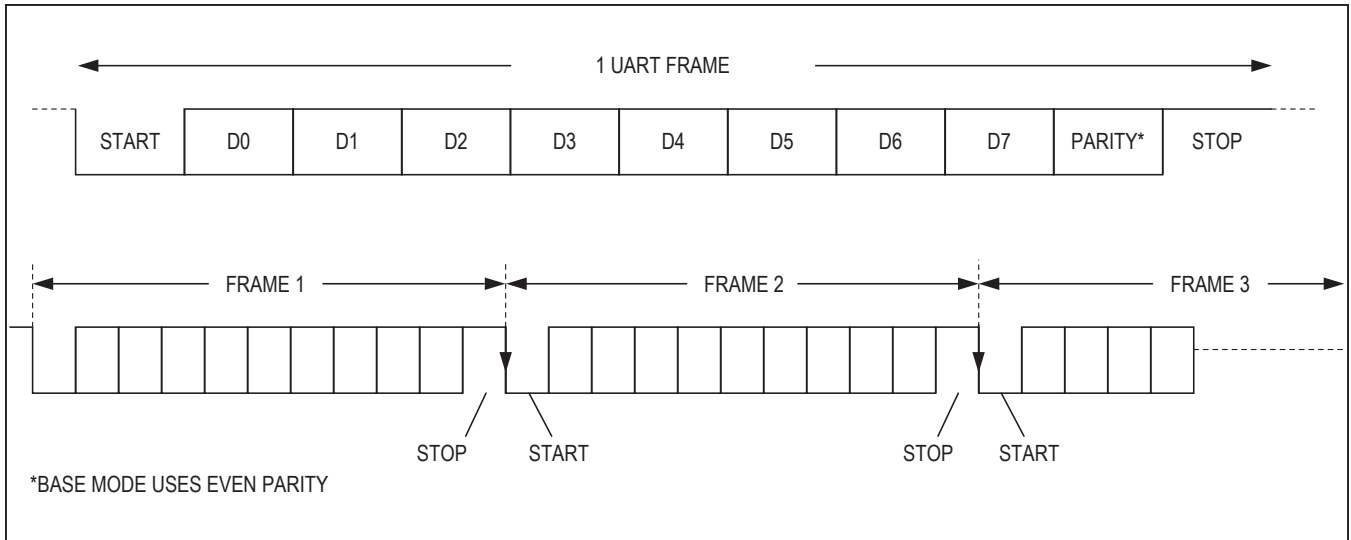 1 UART FRAME
START D0 D1 D2 D3 D4 D5 D6 D7 PARITY* STOP
FRAME 1 FRAME 2 FRAME 3
STOP START STOP START
*BASE MODE USES EVEN PARITY